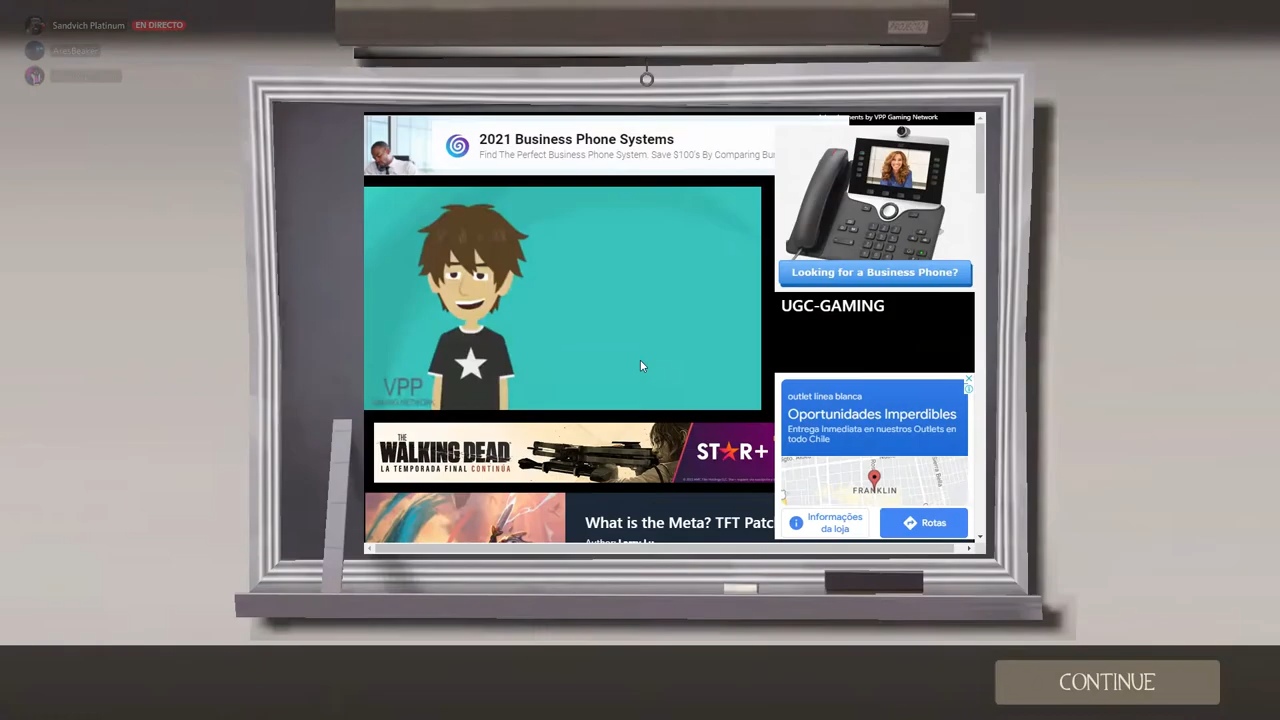 Sandvich Platinum EN DIRECTO
AresBeaker
2021 Business Phone Systems
Find The Perfect Business Phone System. Save $100's By Comparing Bu
by VPP Gaming Network
Looking for a Business Phone?
UGC-GAMING
VPP
THE
WALKING DEAD
LA TEMPORADA FINAL CONTINÚA
STAR+
outlet linea blanca
Oportunidades Imperdibles
Entrega Inmediata en nuestros Outlets en
todo Chile
FRANKLIN
Informações
da loja
Rotas
What is the Meta? TFT Patc
CONTINUE